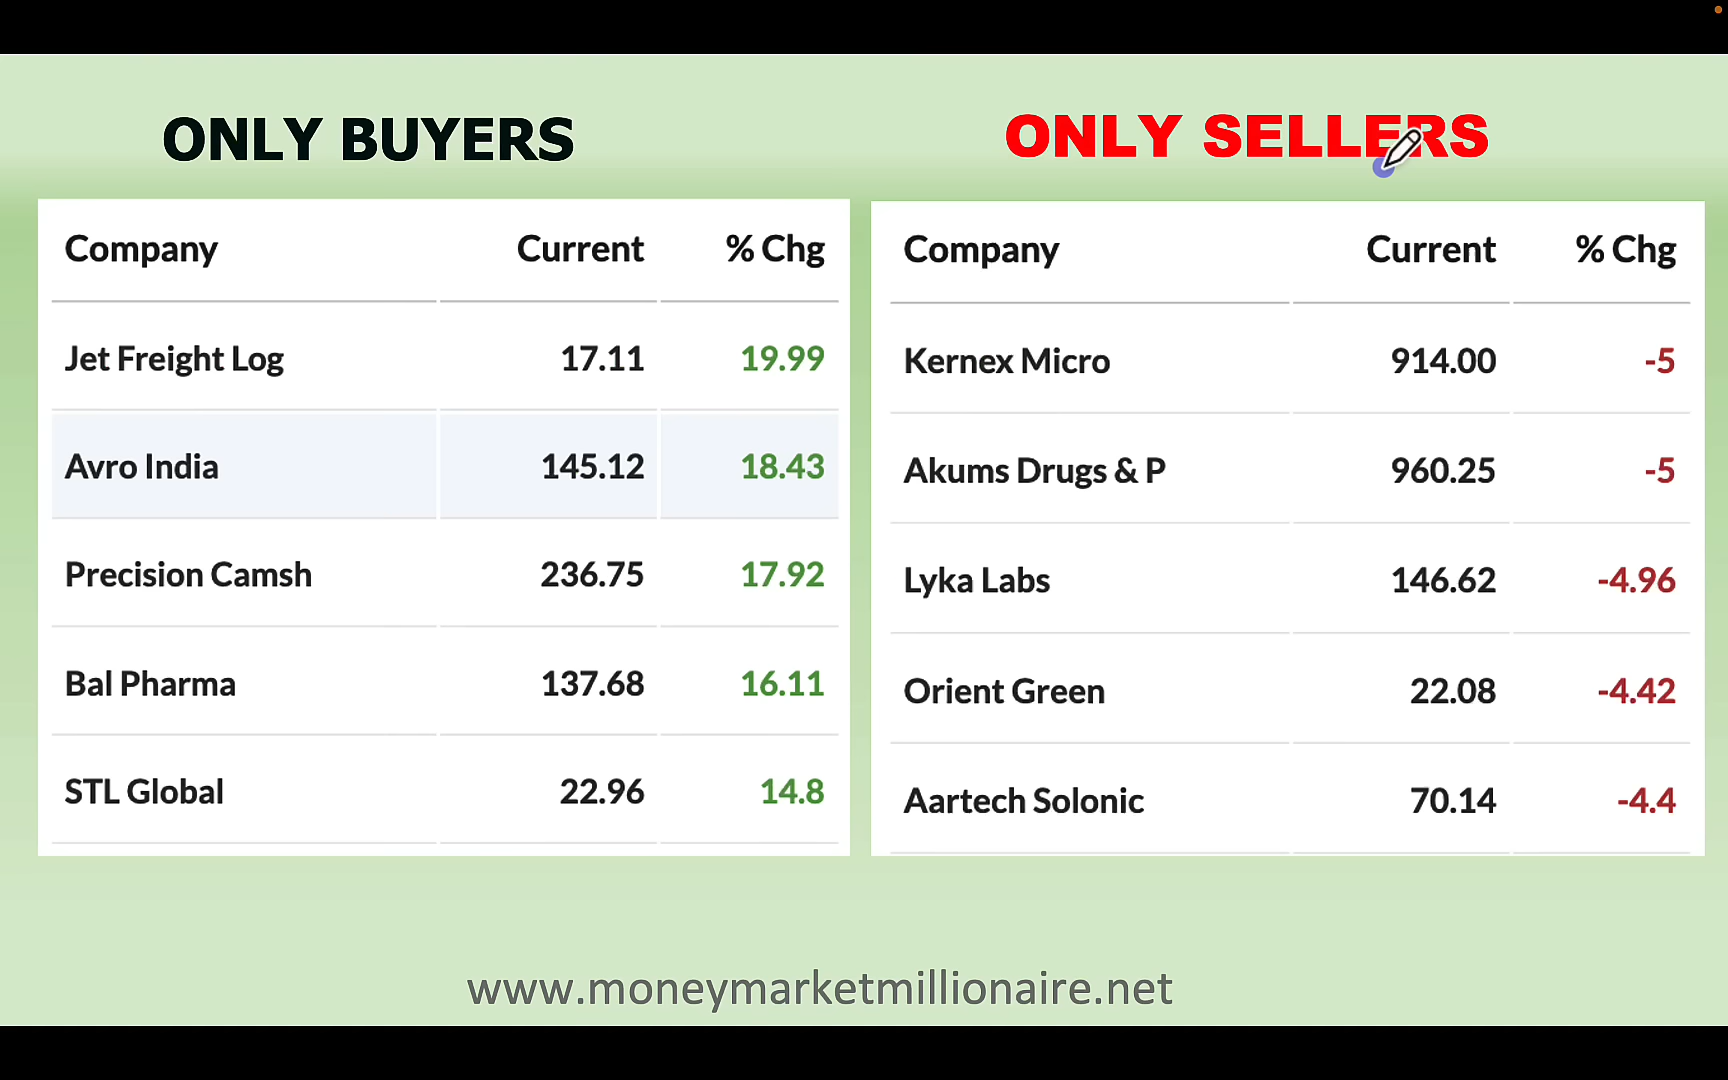 ONLY BUYERS
Company Current % Chg
Jet Freight Log 17.11 19.99
Avro India 145.12 18.43
Precision Camsh 236.75 17.92
Bal Pharma 137.68 16.11
STL Global 22.96 14.8
ONLY SELLERS
Company Current % Chg
Kernex Micro 914.00 -5
Akums Drugs & P 960.25 -5
Lyka Labs 146.62 -4.96
Orient Green 22.08 -4.42
Aartech Solonic 70.14 -4.4
www.moneymarketmillionaire.net